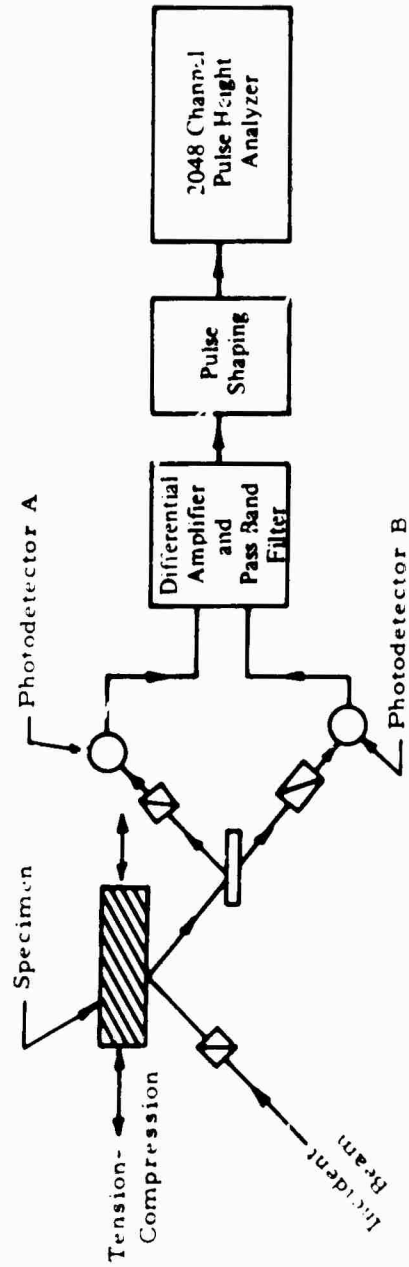 Specimen
Photodetector A
Tension-
Compression
Incident
Beam
Differential
Amplifier
and
Pass Band
Filter
Pulse
Shaping
2048 Channel
Pulse Height
Analyzer
Photodetector B